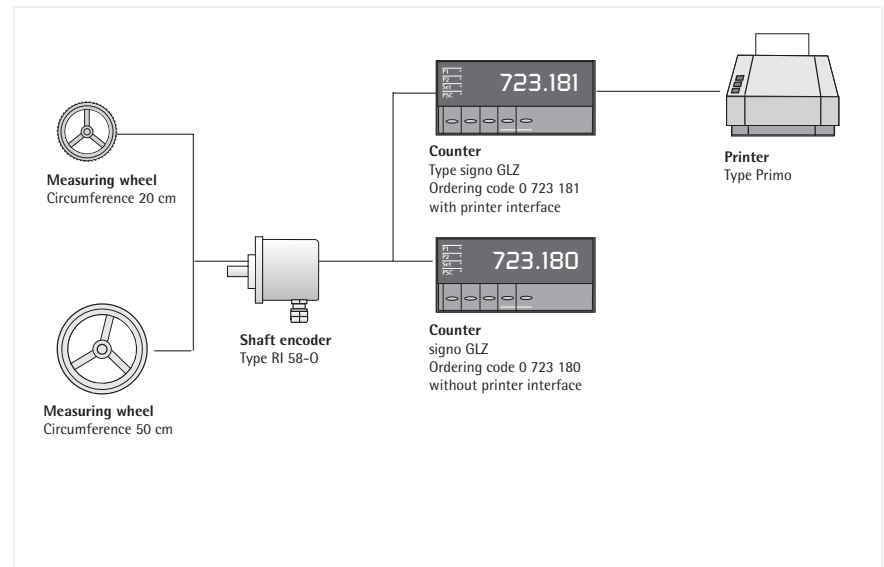 723.181
Counter
Type signo GLZ
Ordering code 0 723 181
with printer interface
Printer
Type Primo
Measuring wheel
Circumference 20 cm
723.180
Shaft encoder
Type RI 58-O
Counter
signo GLZ
Ordering code 0 723 180
without printer interface
Measuring wheel
Circumference 50 cm